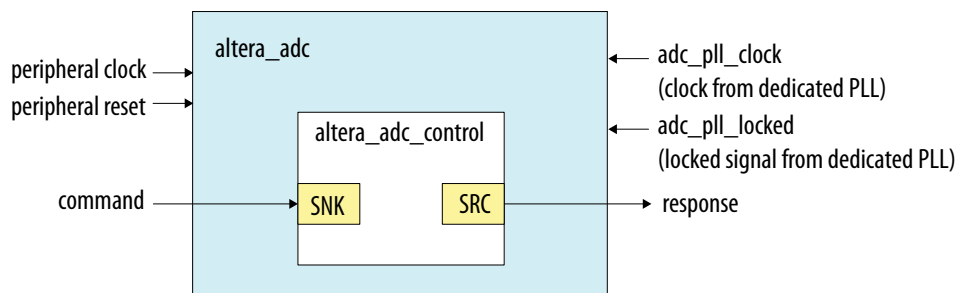 altera_adc
peripheral clock
peripheral reset
adc_pll_clock
(clock from dedicated PLL)
adc_pll_locked
(locked signal from dedicated PLL)
altera_adc_control
command
SNK
SRC
response